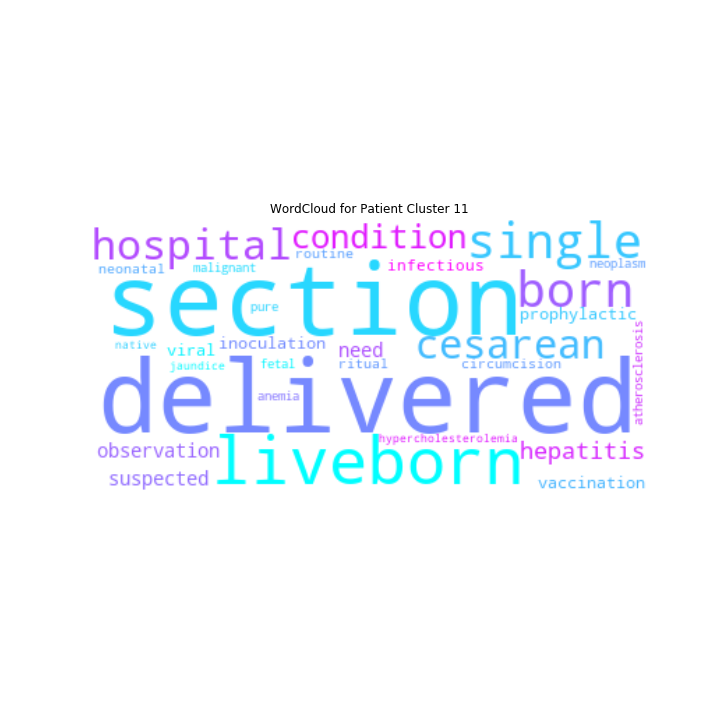 WordCloud for Patient Cluster 11
hospital
condition
single
routine
neonatal
malignant
infectious
neoplasm
section
born
pure
prophylactic
native
viral
inoculation
need
cesarean
jaundice
fetal
ritual
circumcision
atherosclerosis
delivered
anemia
observation
hypercholesterolemia
liveborn
hepatitis
suspected
vaccination